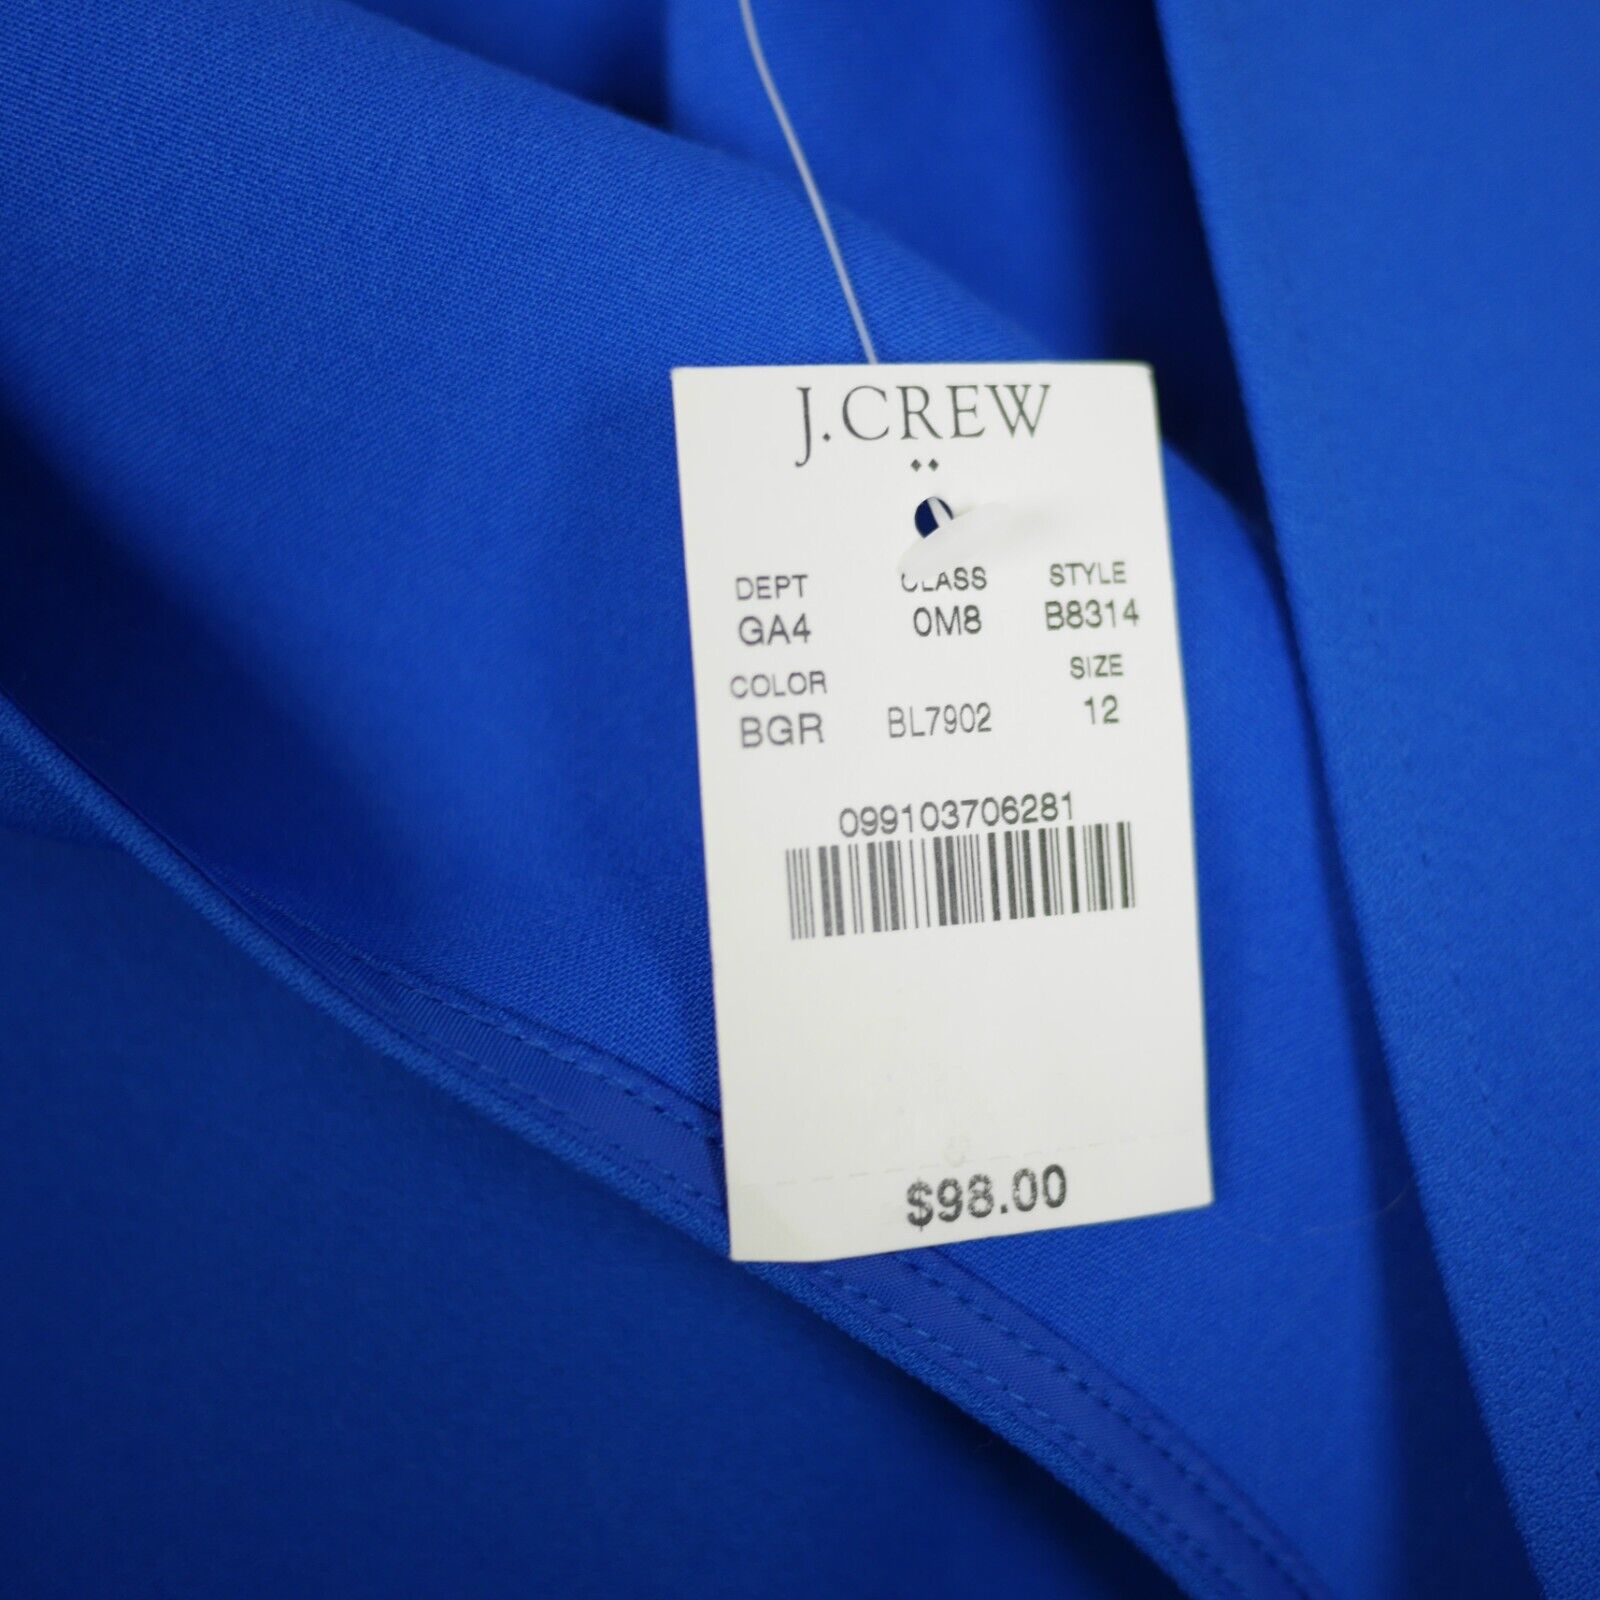 J.CREW
DEPT CLASS STYLE
GA4 0M8 B8314
COLOR SIZE
BGR BL7902 12
099103706281
$98.00